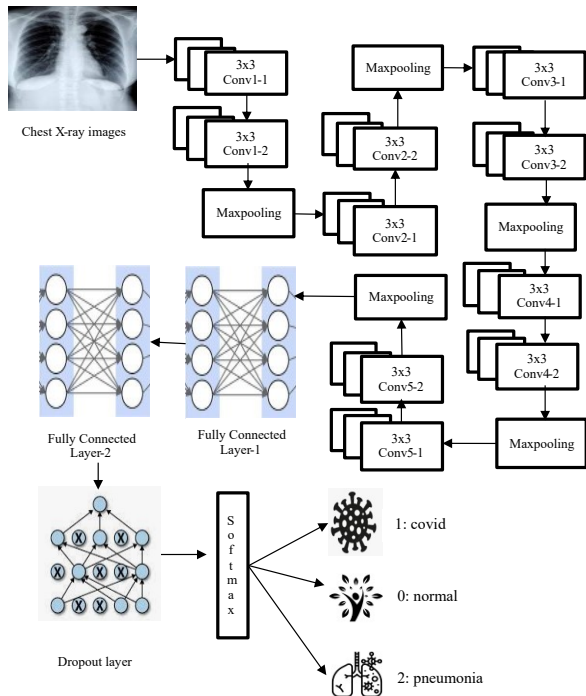 Chest X-ray images
3x3
Conv1-1
3x3
Conv1-2
Maxpooling
3x3
Conv2-1
3x3
Conv2-2
Maxpooling
3x3
Conv3-1
3x3
Conv3-2
Maxpooling
3x3
Conv4-1
3x3
Conv4-2
Maxpooling
3x3
Conv5-1
3x3
Conv5-2
Maxpooling
Fully Connected
Layer-1
Fully Connected
Layer-2
X X
X X X
X X X
Dropout layer
S
o
f
t
m
a
x
1: covid
0: normal
2: pneumonia